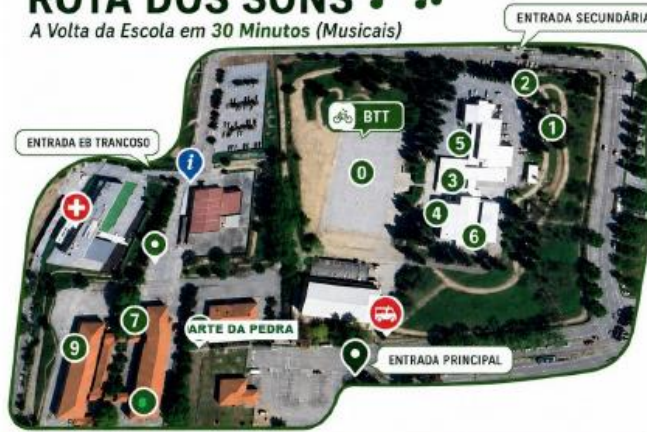 ROTA DOS SONS
A Volta da Escola em 30 Minutos (Musicais)
ENTRADA SECUNDÁRIA
2
BTT
1
ENTRADA EB TRANCOSO
5
i
0
3
4
6
7
ARTE DA PEDRA
9
ENTRADA PRINCIPAL
8